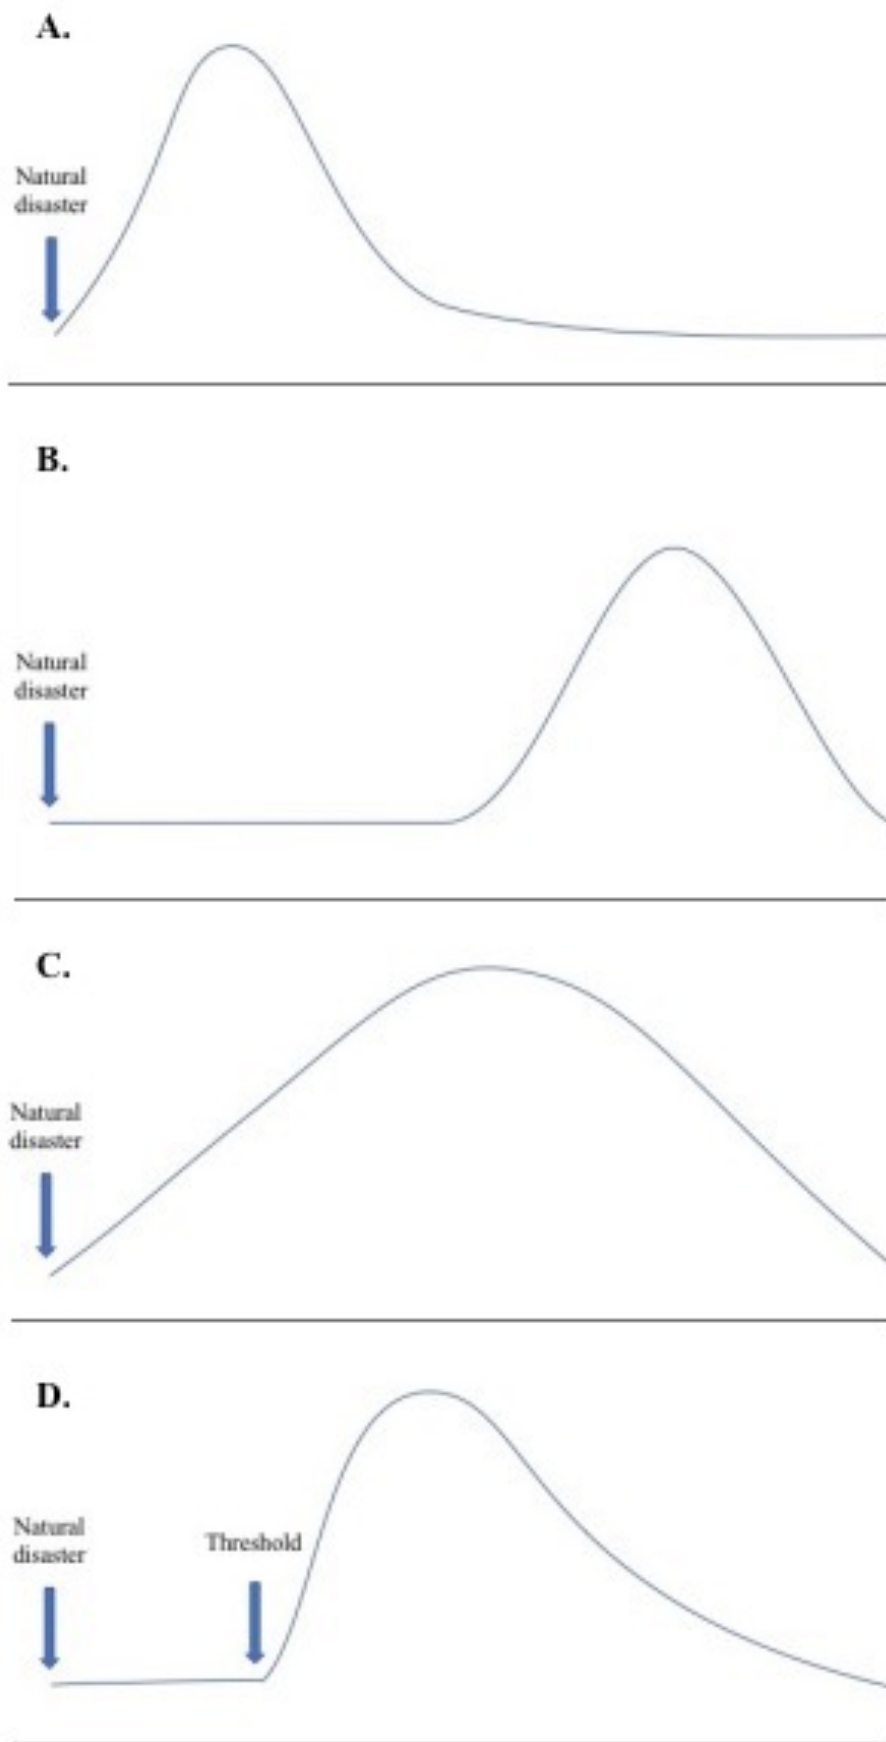 A.
Natural
disaster
B.
Natural
disaster
C.
Natural
disaster
D.
Natural
disaster
Threshold